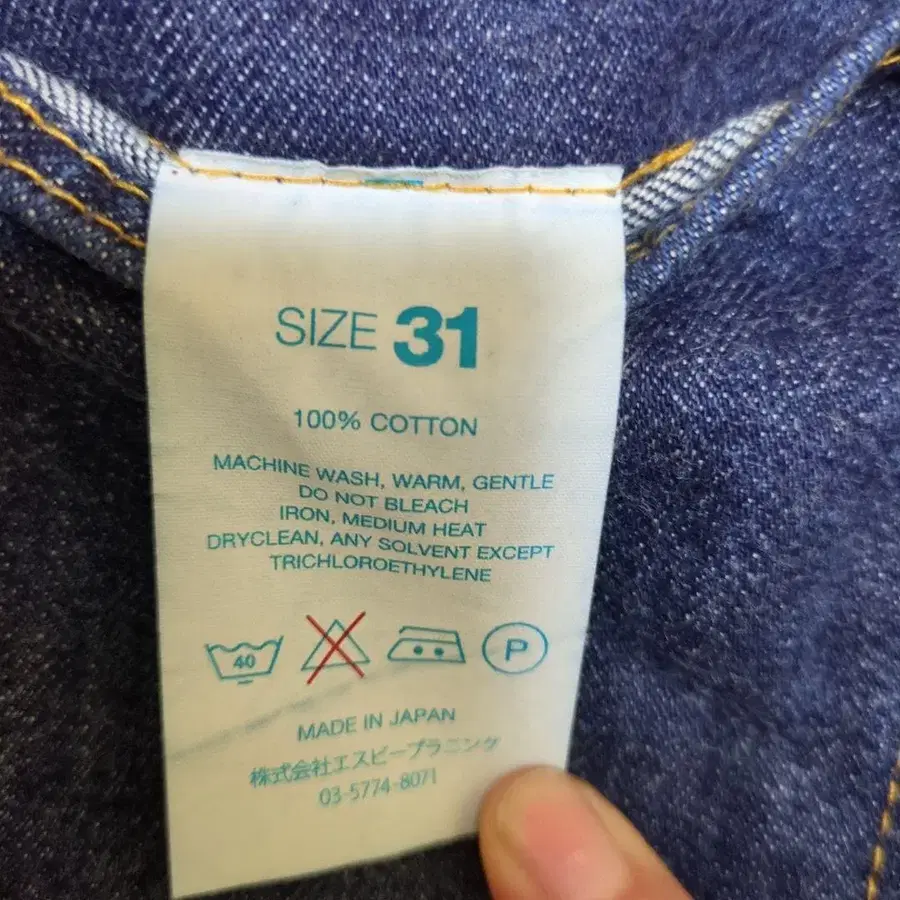 SIZE 31
100% COTTON
MACHINE WASH, WARM, GENTLE
DO NOT BLEACH
IRON, MEDIUM HEAT
DRYCLEAN, ANY SOLVENT EXCEPT
TRICHLOROETHYLENE
40 P
MADE IN JAPAN
株式会社エスピープラニング
03-5774-8071